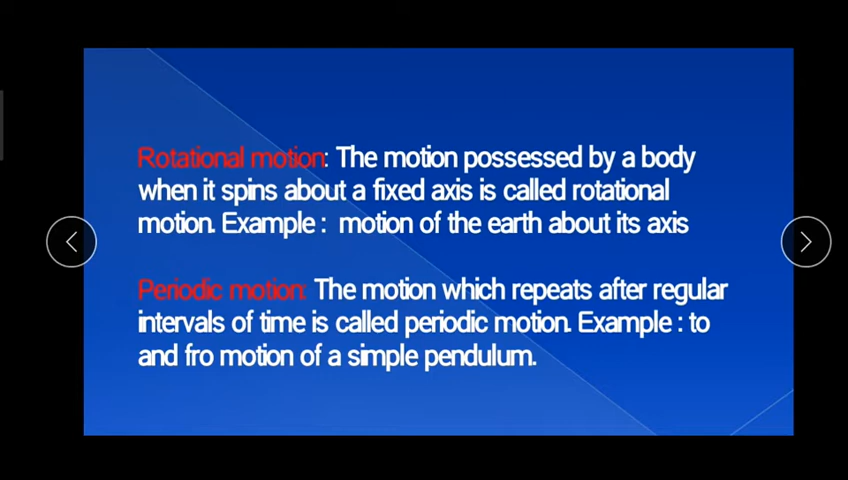 Rotational motion: The motion possessed by a body
when it spins about a fixed axis is called rotational
motion. Example :  motion of the earth about its axis
Periodic motion: The motion which repeats after regular
intervals of time is called periodic motion. Example : to
and fro motion of a simple pendulum.